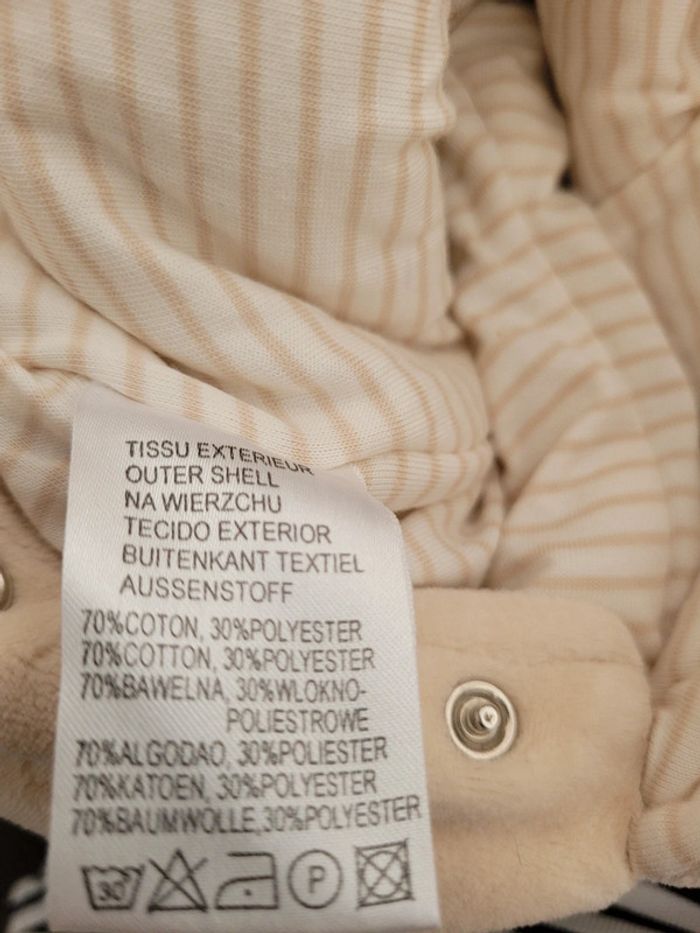 TISSU EXTERIEUR
OUTER SHELL
NA WIERZCHU
TECIDO EXTERIOR
BUITENKANT TEXTIEL
AUSSENSTOFF
70%COTON, 30%POLYESTER
70%COTTON, 30%POLYESTER
70%BAWELNA, 30%WLOKNO-
POLIESTROWE
70%ALGODAO, 30%POLIESTER
70%KATOEN, 30%POLYESTER
70%BAUMWOLLE,30%POLYESTER
30 P